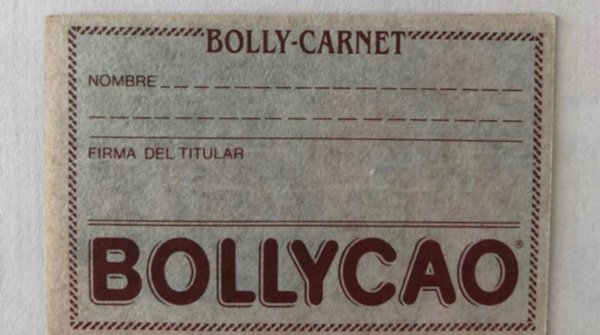 BOLLY-CARNET
NOMBRE
FIRMA DEL TITULAR
BOLLYCAO®